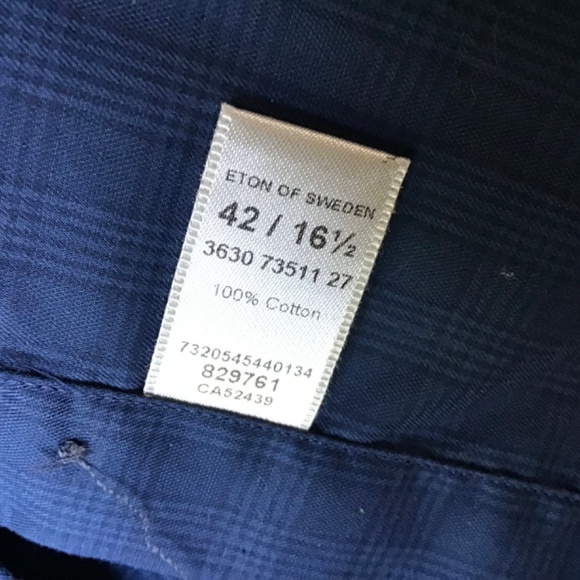 ETON OF SWEDEN
42 / 16½
3630 73511 27
100% Cotton
7320545440134
829761
CA52439